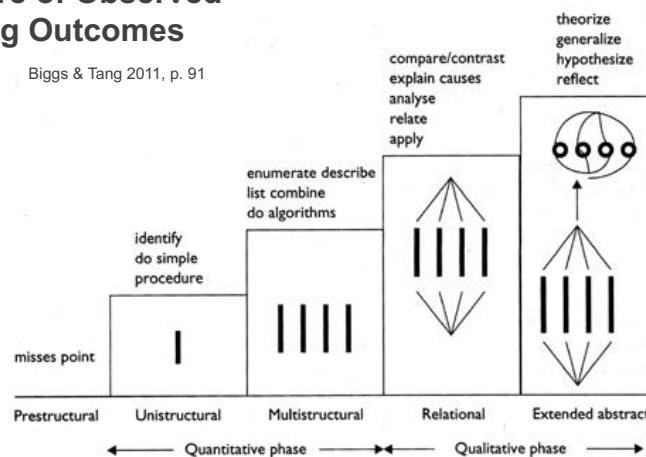 g Outcomes
Biggs & Tang 2011, p. 91
theorize
generalize
hypothesize
reflect
compare/contrast
explain causes
analyse
relate
apply
enumerate describe
list combine
do algorithms
identify
do simple
procedure
misses point
Prestructural Unistructural Multistructural Relational Extended abstract
Quantitative phase Qualitative phase